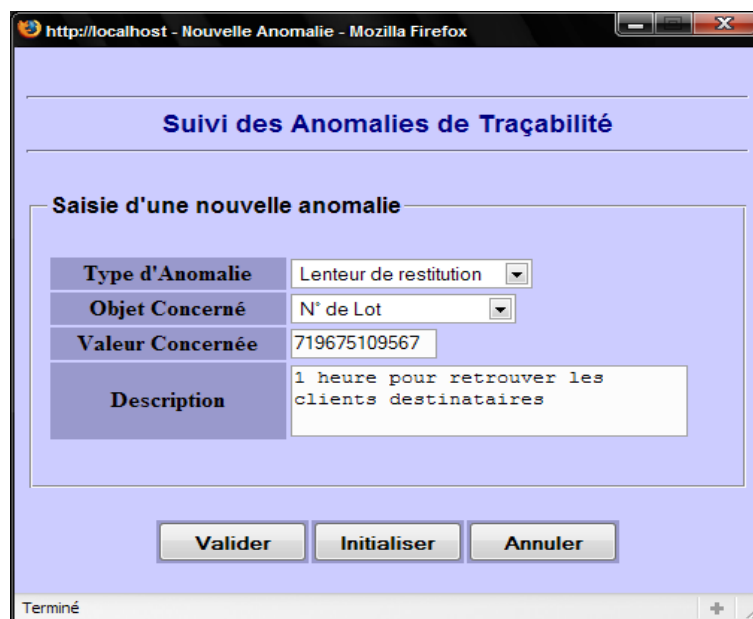 http://localhost - Nouvelle Anomalie - Mozilla Firefox
Suivi des Anomalies de Traçabilité
Saisie d'une nouvelle anomalie
Type d'Anomalie Lenteur de restitution
Objet Concerné N° de Lot
Valeur Concernée 719675109567
Description 1 heure pour retrouver les
clients destinataires
Valider Initialiser Annuler
Terminé